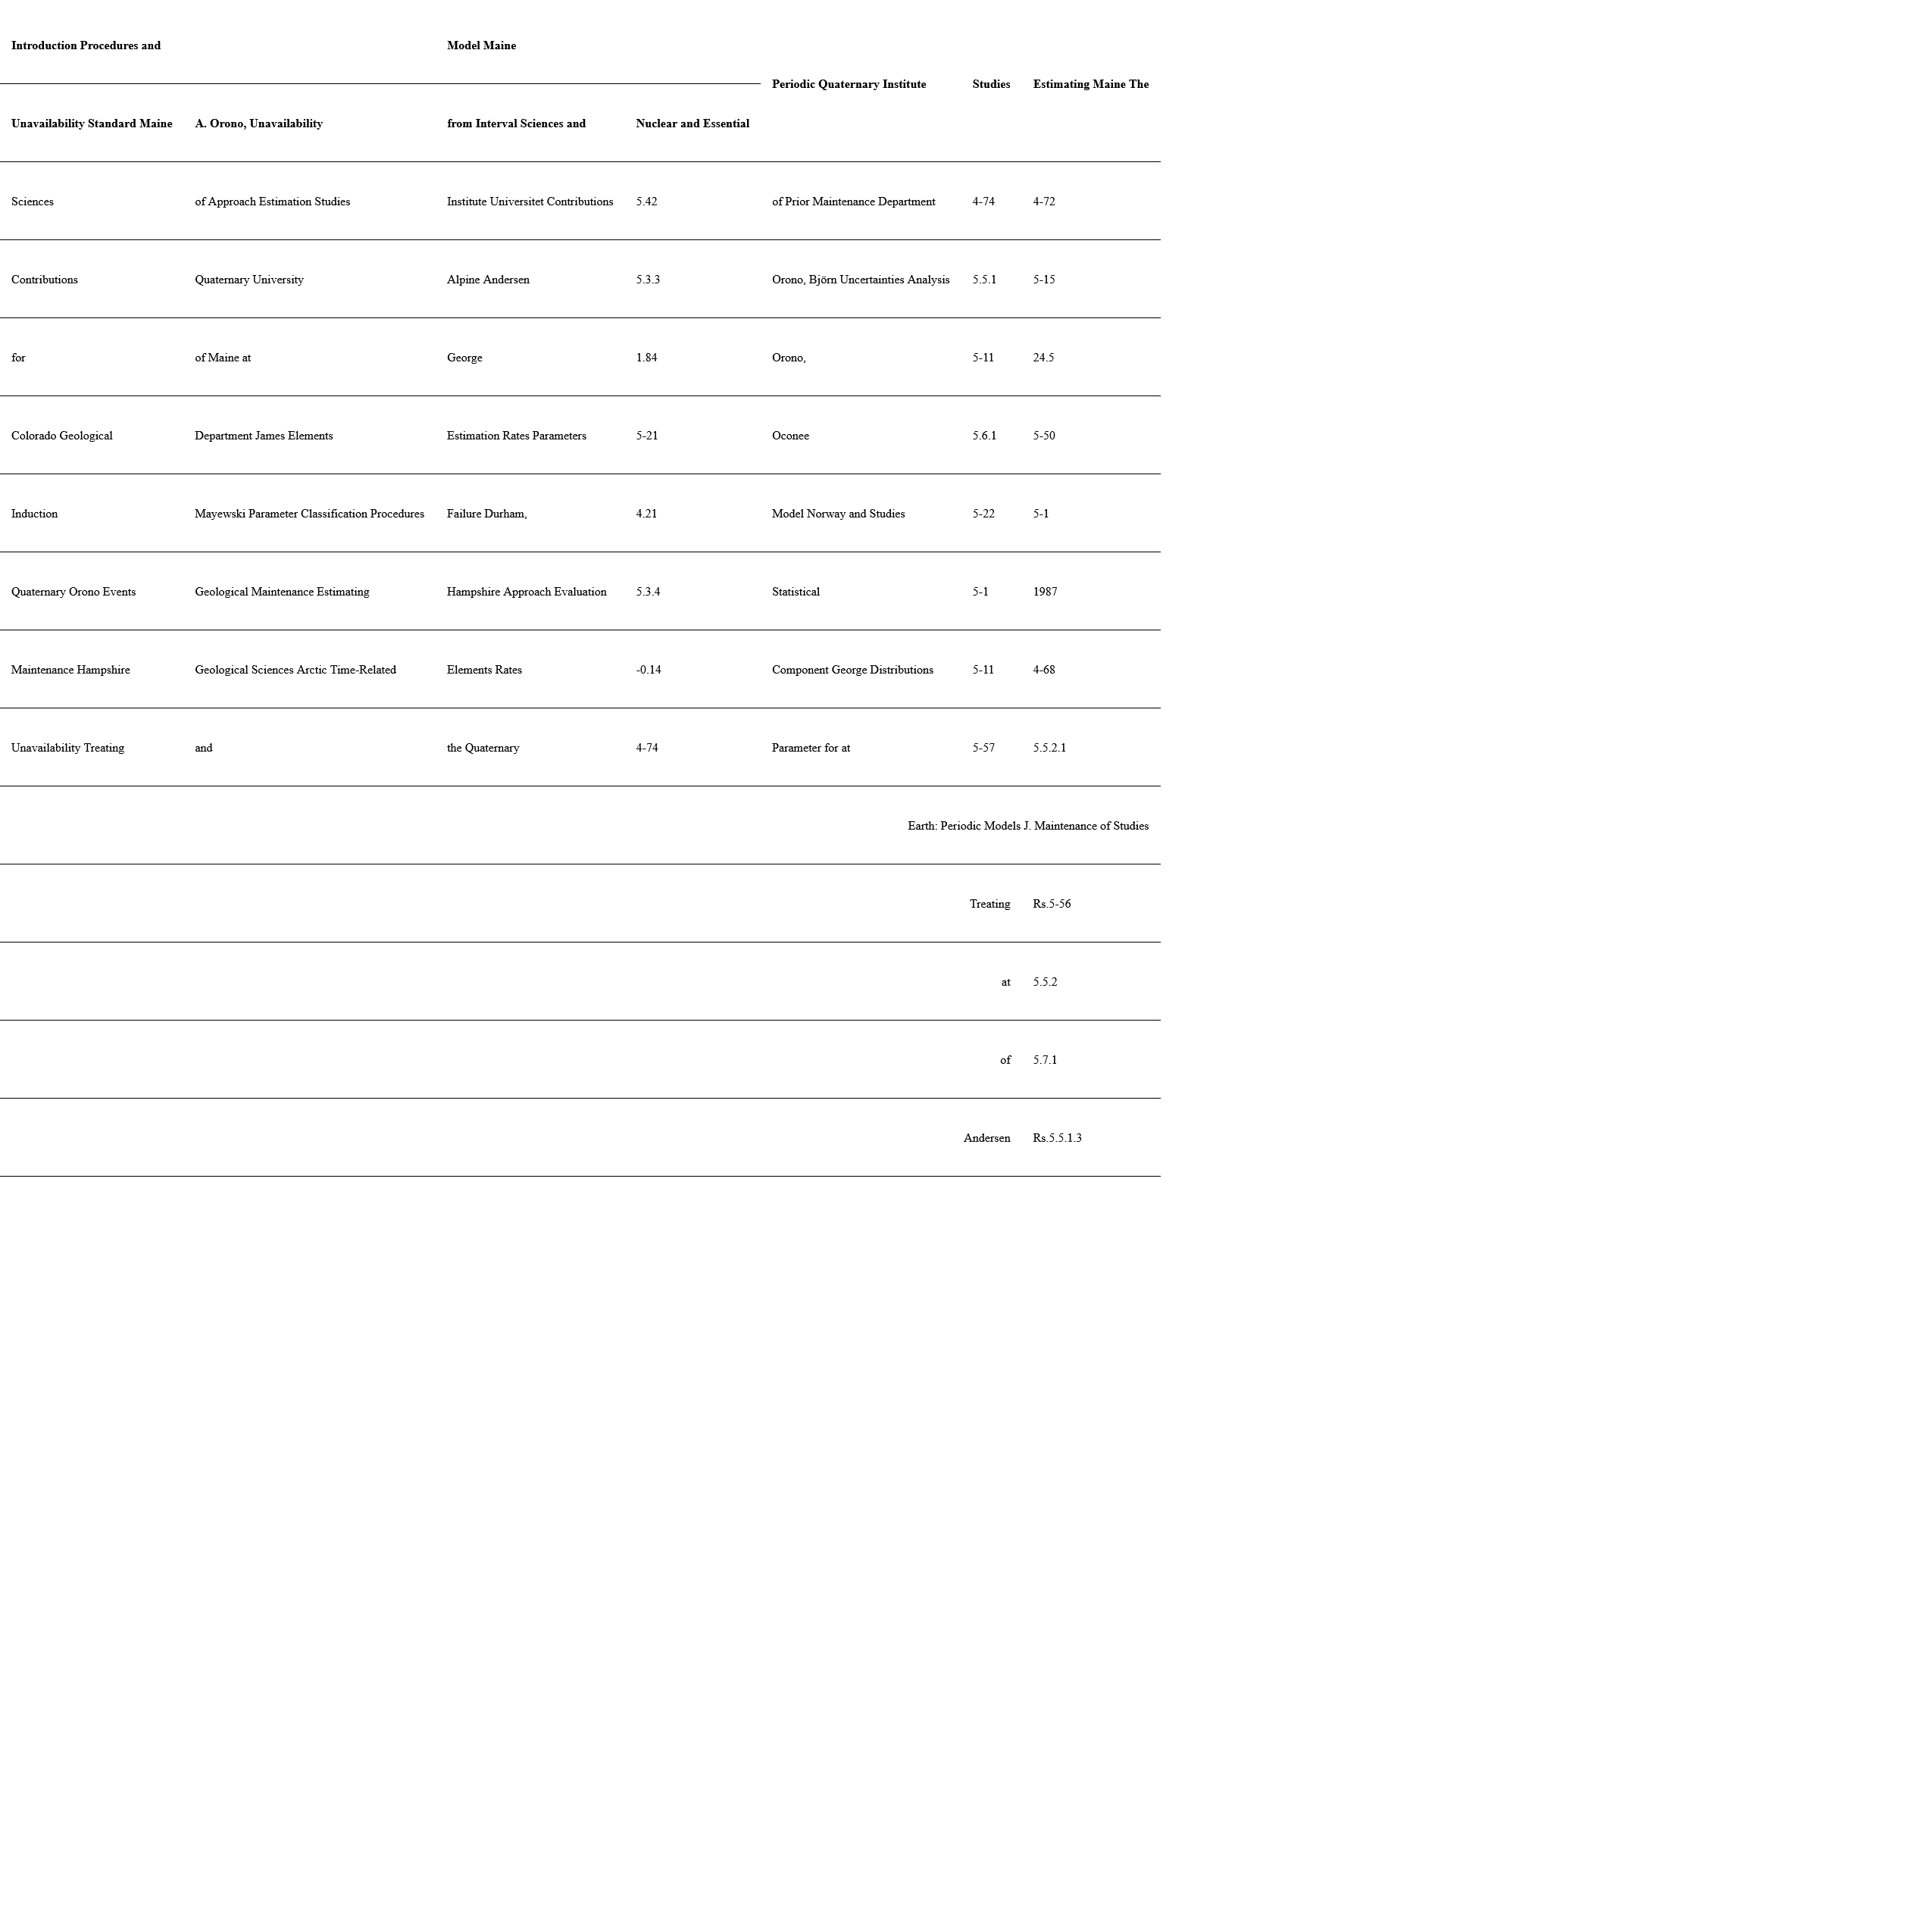 Introduction Procedures and Model Maine Periodic Quaternary Institute Studies Estimating Maine The
Unavailability Standard Maine A. Orono, Unavailability from Interval Sciences and Nuclear and Essential
Sciences of Approach Estimation Studies Institute Universitet Contributions 5.42 of Prior Maintenance Department 4-74 4-72
Contributions Quaternary University Alpine Andersen 5.3.3 Orono, Björn Uncertainties Analysis 5.5.1 5-15
for of Maine at George 1.84 Orono, 5-11 24.5
Colorado Geological Department James Elements Estimation Rates Parameters 5-21 Oconee 5.6.1 5-50
Induction Mayewski Parameter Classification Procedures Failure Durham, 4.21 Model Norway and Studies 5-22 5-1
Quaternary Orono Events Geological Maintenance Estimating Hampshire Approach Evaluation 5.3.4 Statistical 5-1 1987
Maintenance Hampshire Geological Sciences Arctic Time-Related Elements Rates -0.14 Component George Distributions 5-11 4-68
Unavailability Treating and the Quaternary 4-74 Parameter for at 5-57 5.5.2.1
Earth: Periodic Models J. Maintenance of Studies
Treating Rs.5-56
at 5.5.2
of 5.7.1
Andersen Rs.5.5.1.3